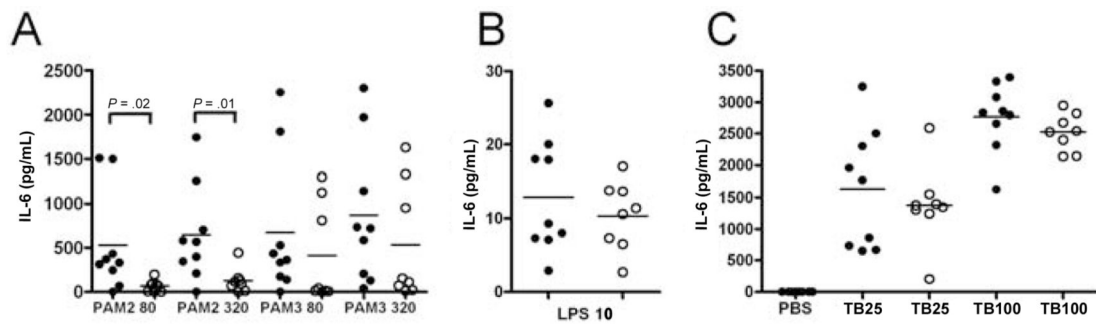 A
IL-6 (pg/mL)
2500
2000
1500
1000
500
0
P = .02
P = .01
PAM2 80
PAM2 320
PAM3 80
PAM3 320
B
IL-6 (pg/mL)
30
20
10
0
LPS 10
C
IL-6 (pg/mL)
3500
3000
2500
2000
1500
1000
500
0
PBS
TB25
TB25
TB100
TB100